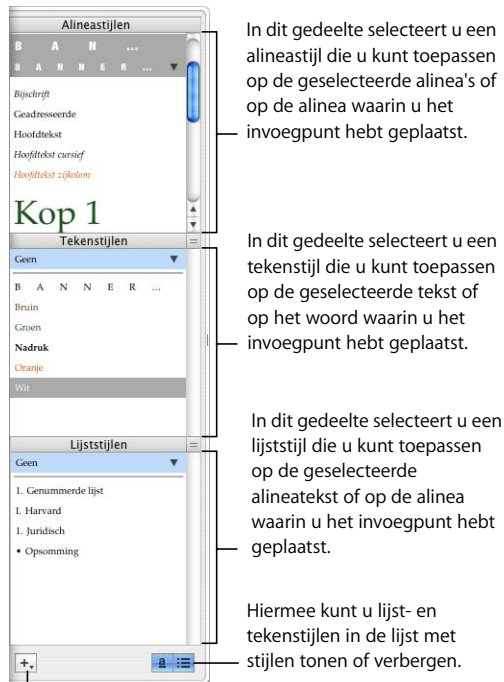 Alineastijlen
B A N ...
B A N N E R ...
Bijschrift
Geadresseerde
Hoofdtekst
Hoofdtekst cursief
Hoofdtekst zijkolom
Kop 1
In dit gedeelte selecteert u een
alineastijl die u kunt toepassen
op de geselecteerde alinea's of
op de alinea waarin u het
invoegpunt hebt geplaatst.
Tekenstijlen
Geen
B A N N E R ...
Bruin
Groen
Nadruk
Oranje
Wit
In dit gedeelte selecteert u een
tekenstijl die u kunt toepassen
op de geselecteerde tekst of
op het woord waarin u het
invoegpunt hebt geplaatst.
Lijststijlen
Geen
1. Genummerde lijst
I. Harvard
1. Juridisch
• Opsomming
In dit gedeelte selecteert u een
lijststijl die u kunt toepassen
op de geselecteerde
alineatekst of op de alinea
waarin u het invoegpunt hebt
geplaatst.
a
Hiermee kunt u lijst- en
tekenstijlen in de lijst met
stijlen tonen of verbergen.